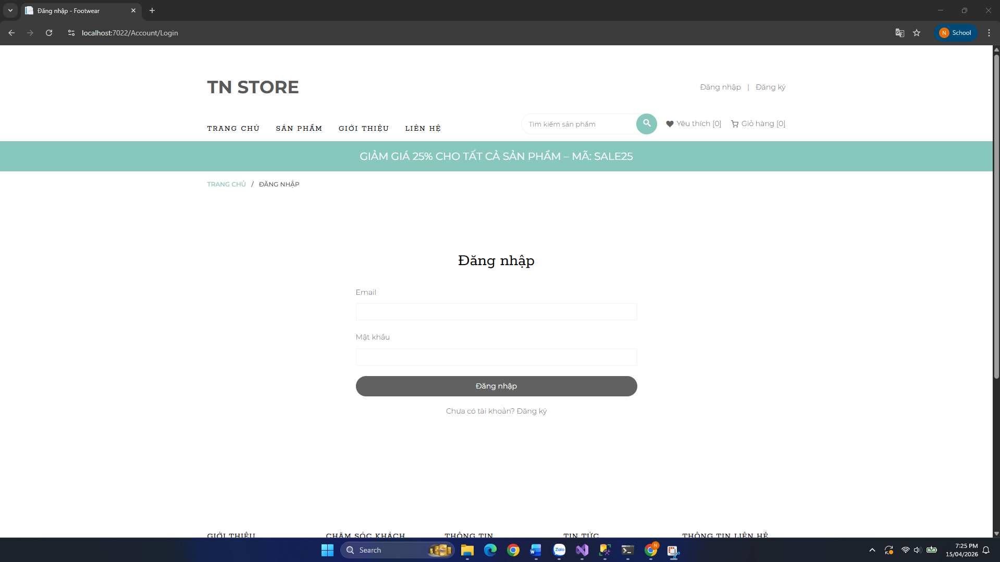 Đăng nhập - Footwear
localhost:7022/Account/Login
N School
TN STORE
Đăng nhập | Đăng ký
TRANG CHỦ SẢN PHẨM GIỚI THIỆU LIÊN HỆ
Tìm kiếm sản phẩm
Yêu thích [0]
Giỏ hàng [0]
GIẢM GIÁ 25% CHO TẤT CẢ SẢN PHẨM – MÃ: SALE25
TRANG CHỦ / ĐĂNG NHẬP
Đăng nhập
Email
Mật khẩu
Đăng nhập
Chưa có tài khoản? Đăng ký
GIỚI THIỆU CHĂM SÓC KHÁCH THÔNG TIN TIN TỨC THÔNG TIN LIÊN HỆ
Search
Zalo
N
7:25 PM
15/04/2026